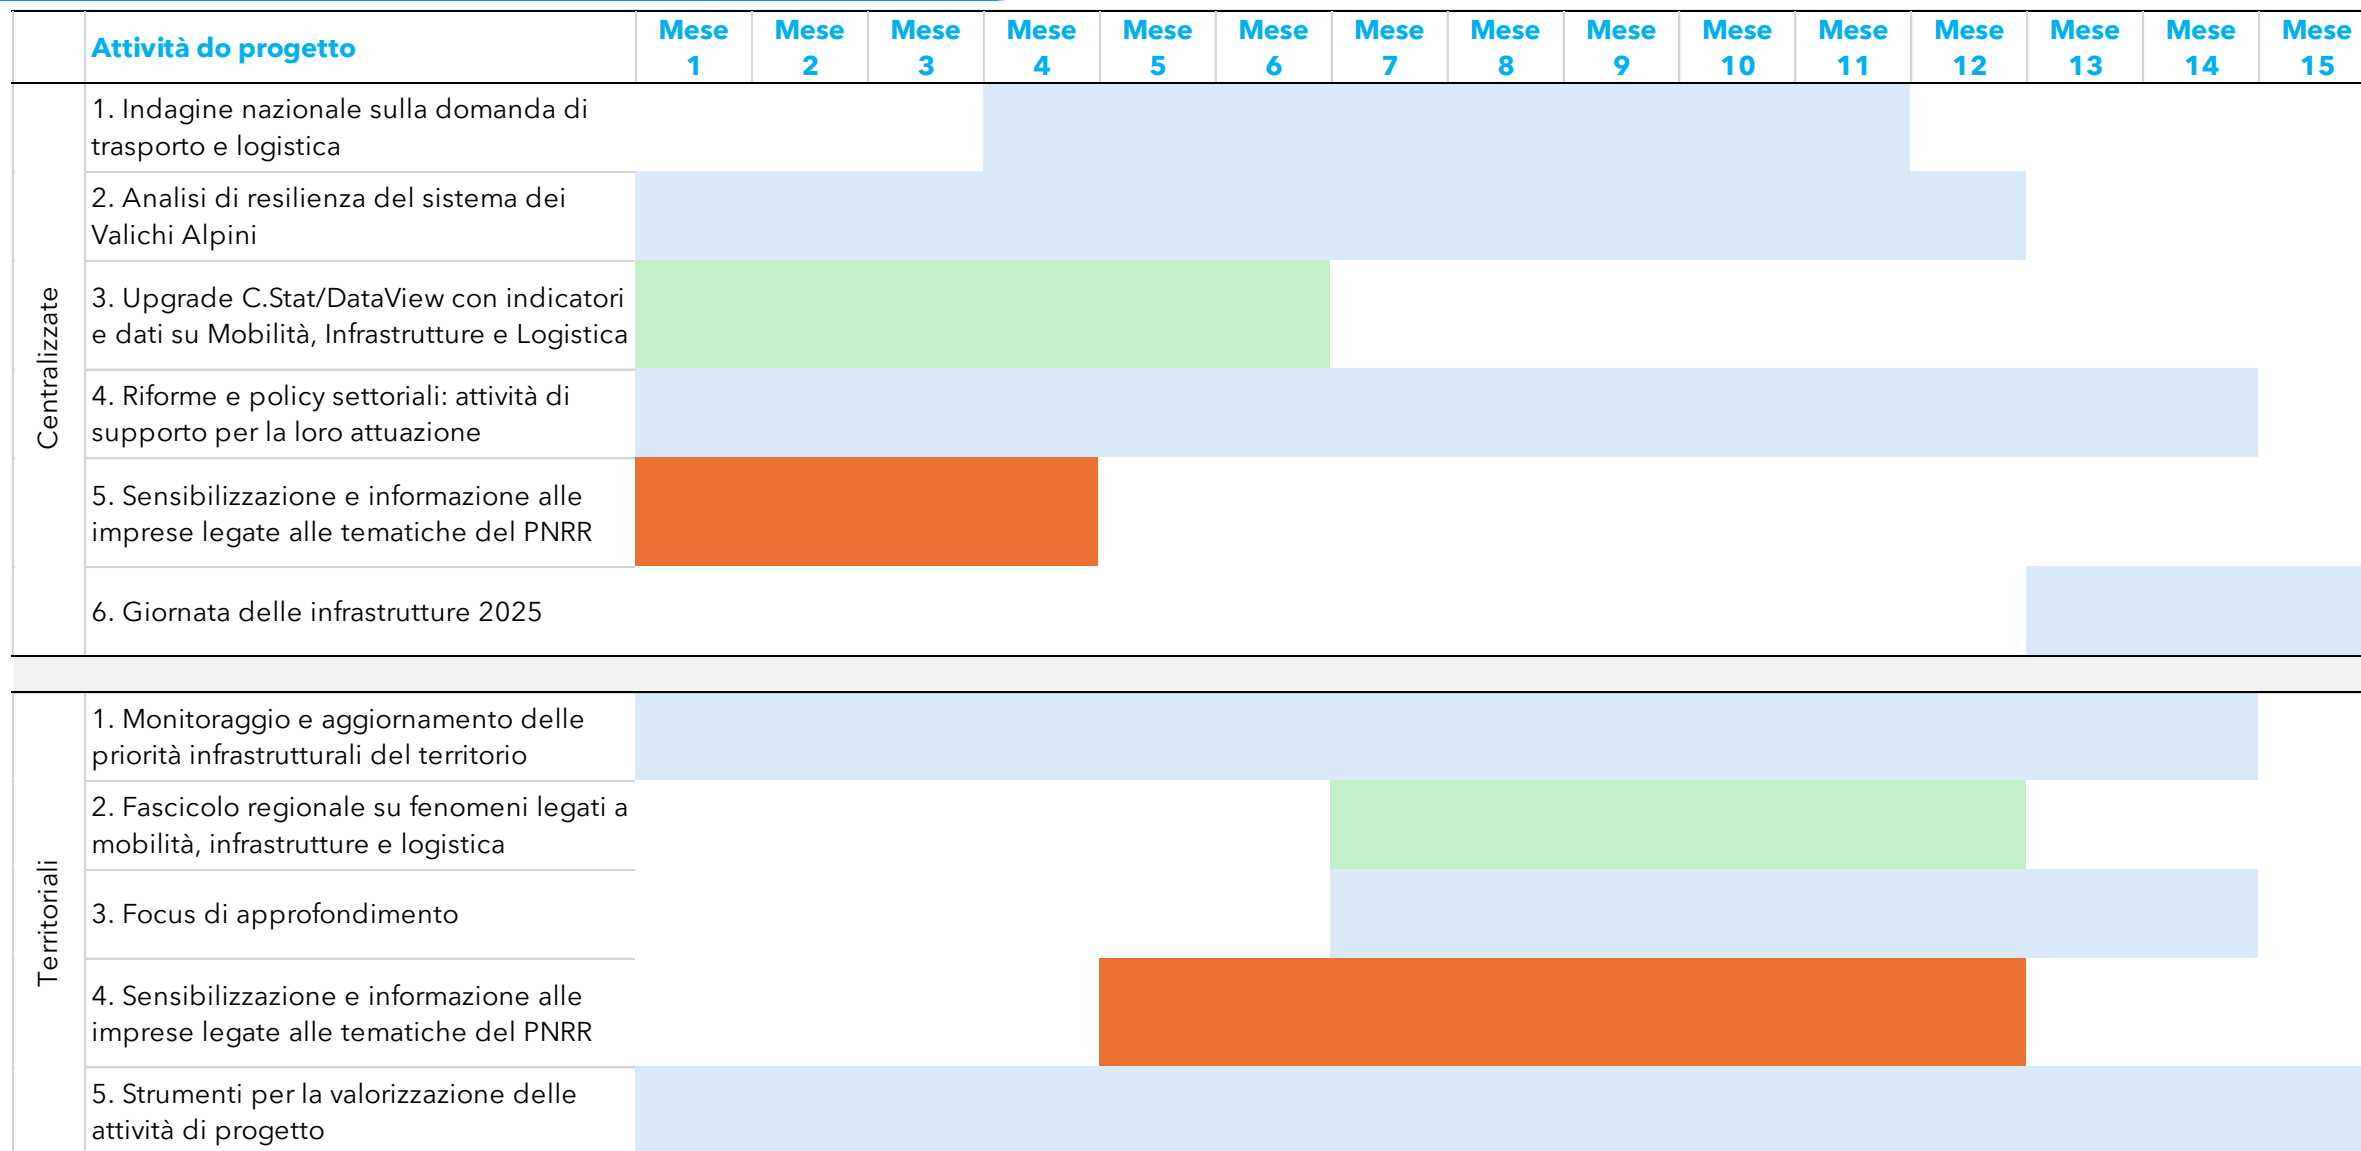 Attività do progetto
Mese 1
Mese 2
Mese 3
Mese 4
Mese 5
Mese 6
Mese 7
Mese 8
Mese 9
Mese 10
Mese 11
Mese 12
Mese 13
Mese 14
Mese 15
Centralizzate
1. Indagine nazionale sulla domanda di
trasporto e logistica
2. Analisi di resilienza del sistema dei
Valichi Alpini
3. Upgrade C.Stat/DataView con indicatori
e dati su Mobilità, Infrastrutture e Logistica
4. Riforme e policy settoriali: attività di
supporto per la loro attuazione
5. Sensibilizzazione e informazione alle
imprese legate alle tematiche del PNRR
6. Giornata delle infrastrutture 2025
Territoriali
1. Monitoraggio e aggiornamento delle
priorità infrastrutturali del territorio
2. Fascicolo regionale su fenomeni legati a
mobilità, infrastrutture e logistica
3. Focus di approfondimento
4. Sensibilizzazione e informazione alle
imprese legate alle tematiche del PNRR
5. Strumenti per la valorizzazione delle
attività di progetto